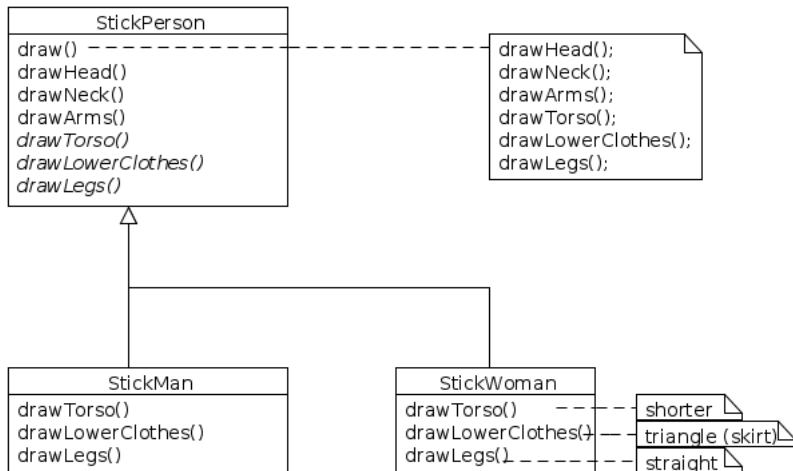 StickPerson
draw()
drawHead()
drawNeck()
drawArms()
drawTorso()
drawLowerClothes()
drawLegs()
drawHead();
drawNeck();
drawArms();
drawTorso();
drawLowerClothes;
drawLegs();
StickMan
drawTorso()
drawLowerClothes()
drawLegs()
StickWoman
drawTorso()
drawLowerClothes()
drawLegs()
shorter
triangle (skirt)
straight